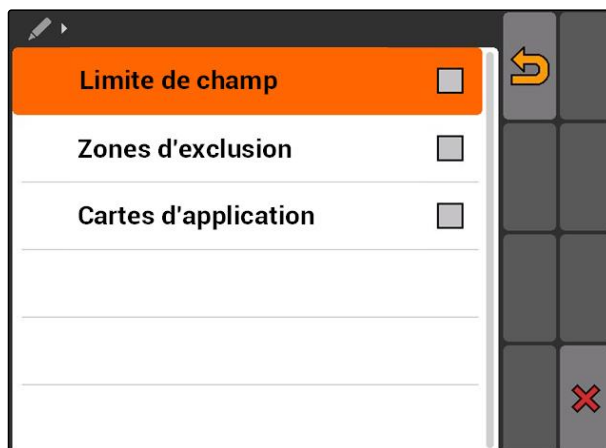 Limite de champ
Zones d'exclusion
Cartes d'application